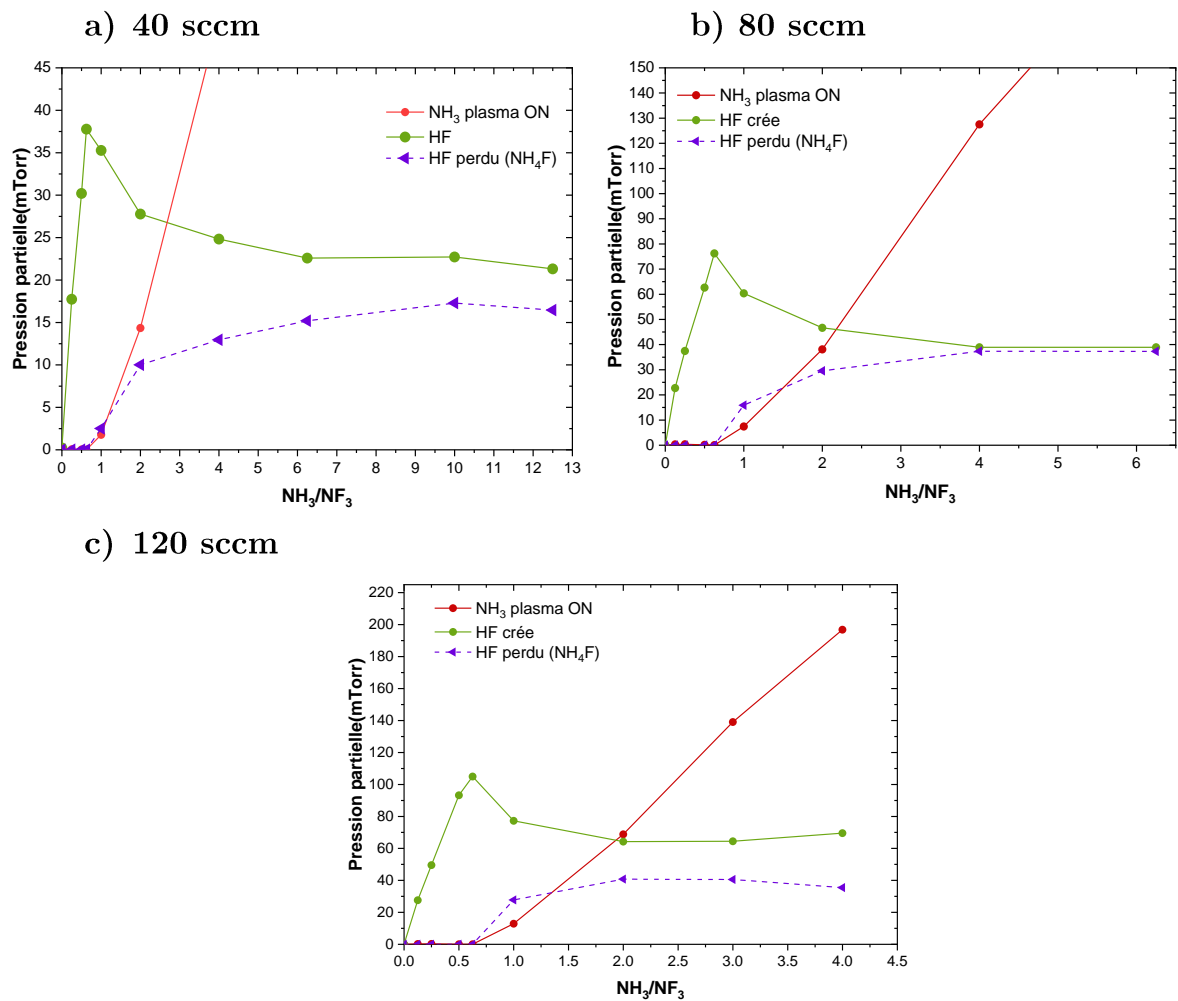 a) 40 sccm
45
40
35
30
25
20
15
10
5
0
Pression partielle(mTorr)
NH₃ plasma ON
HF
HF perdu (NH₄F)
0 1 2 3 4 5 6 7 8 9 10 11 12 13
NH₃/NF₃
b) 80 sccm
150
140
130
120
110
100
90
80
70
60
50
40
30
20
10
0
Pression partielle(mTorr)
NH₃ plasma ON
HF crée
HF perdu (NH₄F)
0 1 2 3 4 5 6
NH₃/NF₃
c) 120 sccm
220
200
180
160
140
120
100
80
60
40
20
0
Pression partielle(mTorr)
NH₃ plasma ON
HF crée
HF perdu (NH₄F)
0.0 0.5 1.0 1.5 2.0 2.5 3.0 3.5 4.0 4.5
NH₃/NF₃